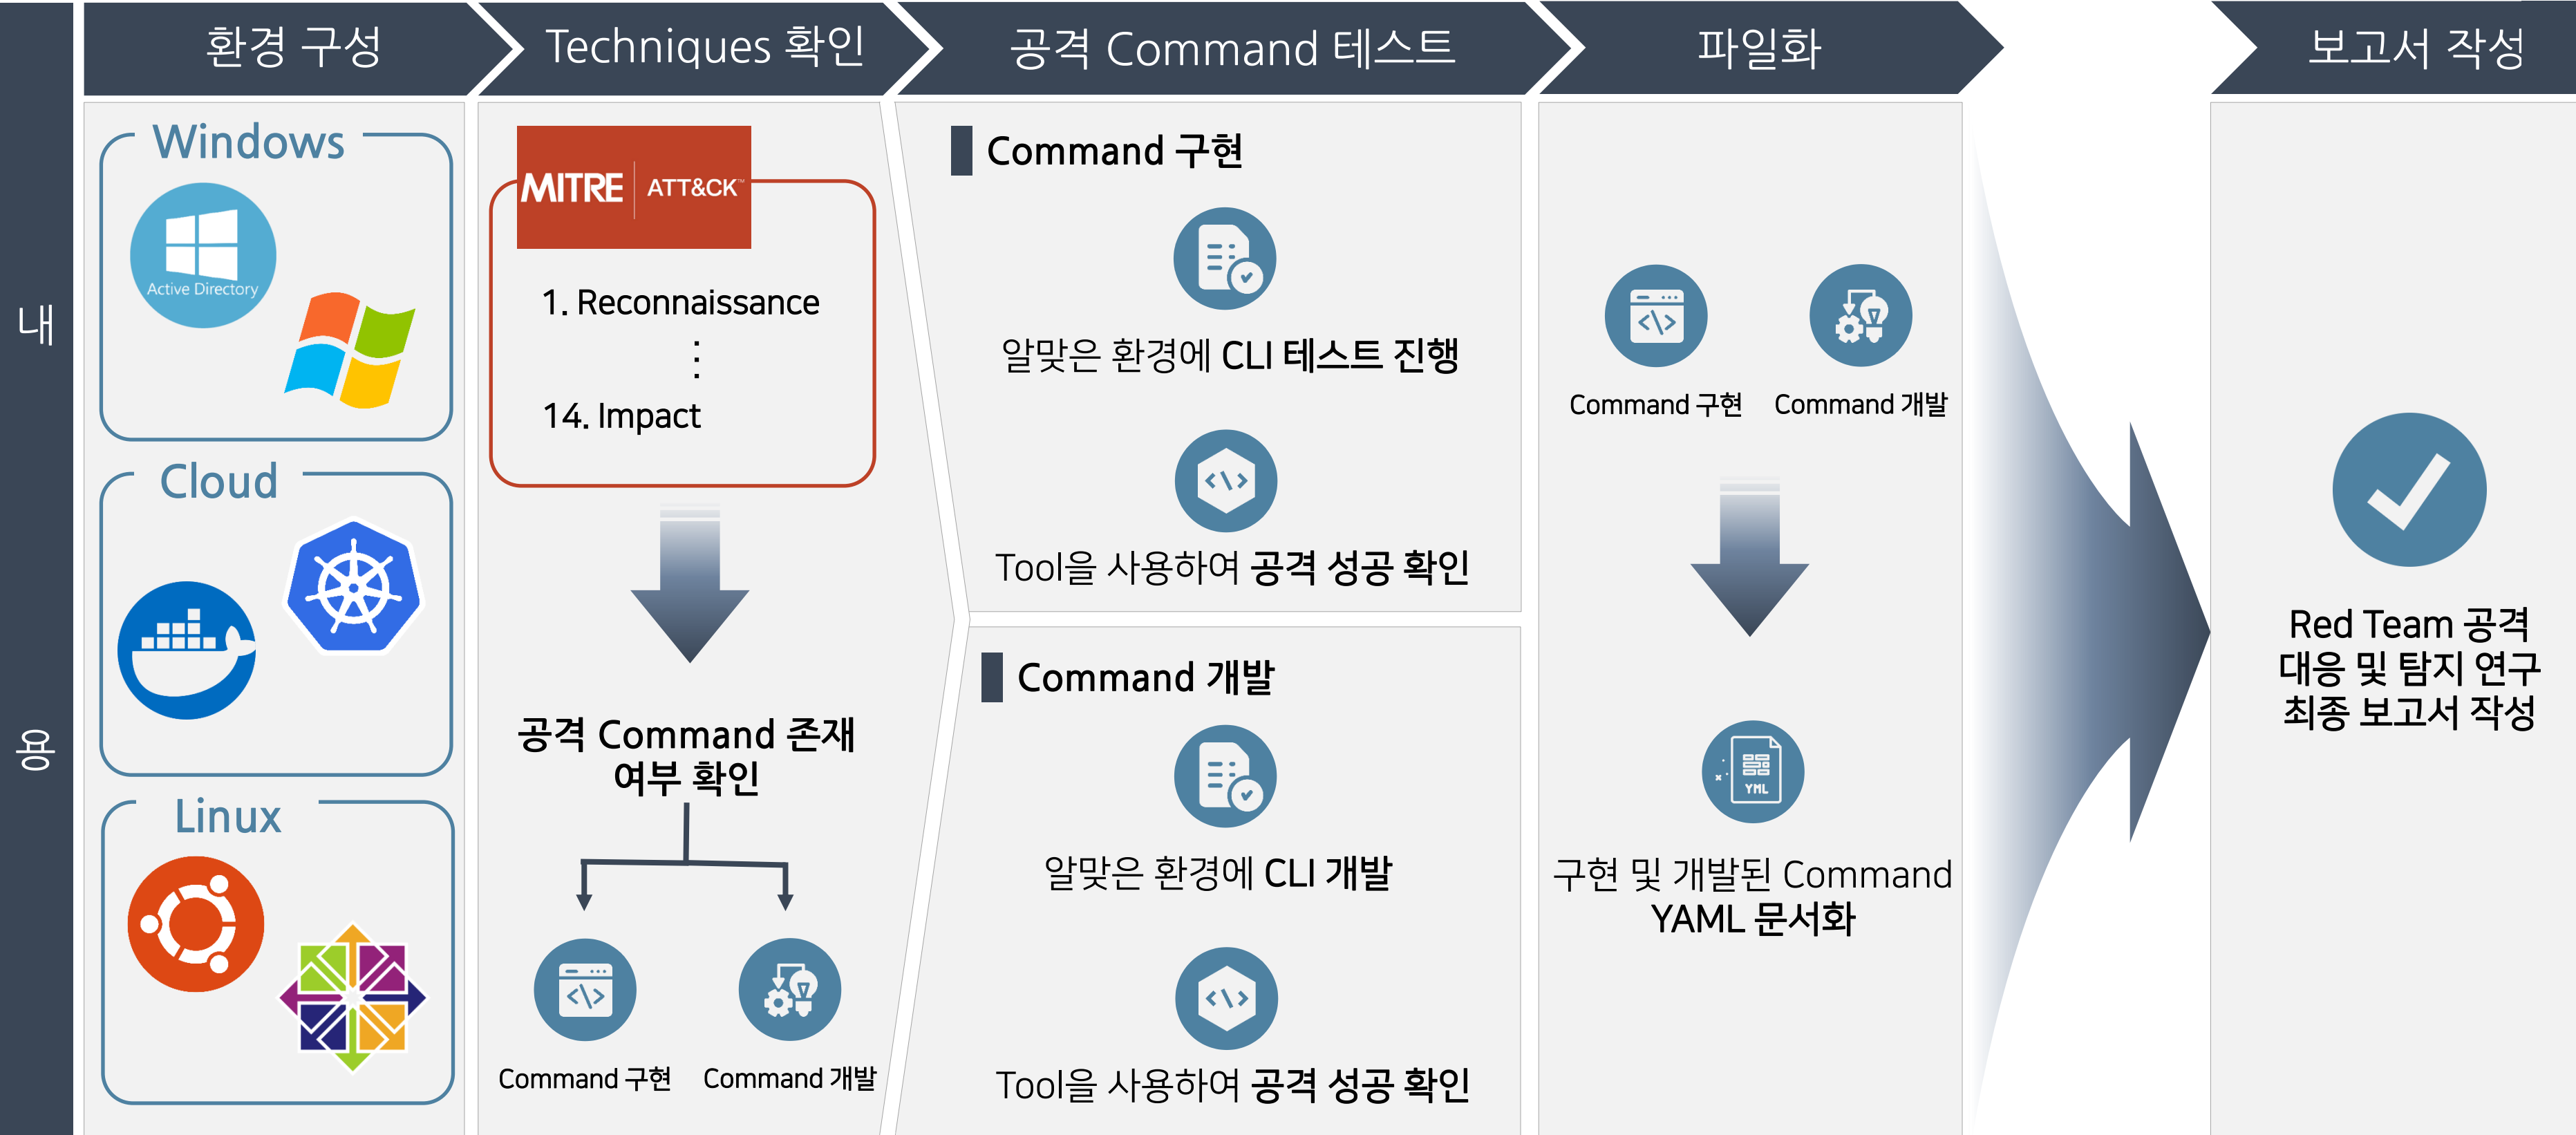 환경 구성
Techniques 확인
공격 Command 테스트
파일화
보고서 작성
내
용
Windows
Active Directory
Cloud
Linux
MITRE | ATT&CK™
1. Reconnaissance
⋮
14. Impact
공격 Command 존재
여부 확인
Command 구현
Command 개발
Command 구현
알맞은 환경에 CLI 테스트 진행
Tool을 사용하여 공격 성공 확인
Command 개발
알맞은 환경에 CLI 개발
Tool을 사용하여 공격 성공 확인
Command 구현
Command 개발
YML
구현 및 개발된 Command
YAML 문서화
Red Team 공격
대응 및 탐지 연구
최종 보고서 작성